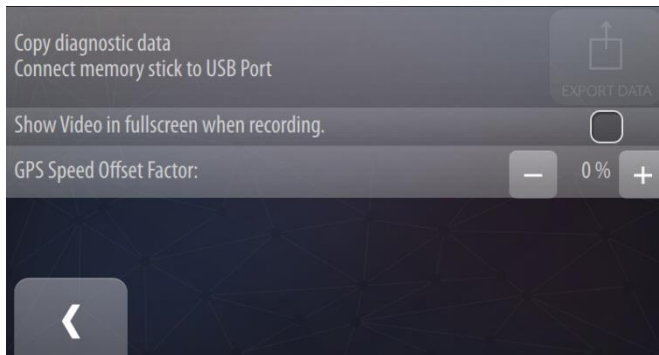 Copy diagnostic data
Connect memory stick to USB Port
EXPORT DATA
Show Video in fullscreen when recording.
GPS Speed Offset Factor:
− 0 % +